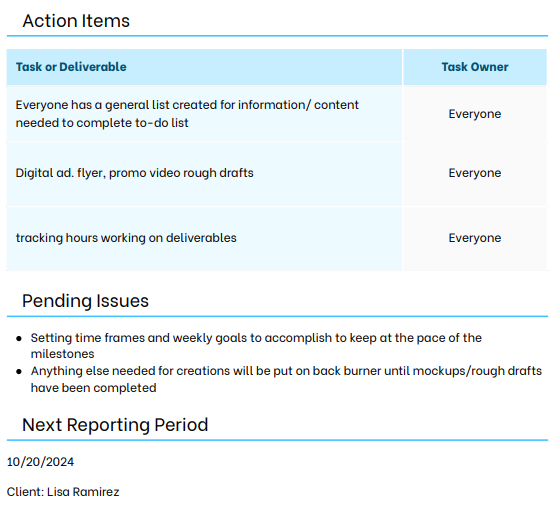 Action Items
Task or Deliverable
Task Owner
Everyone has a general list created for information/ content
needed to complete to-do list
Everyone
Digital ad. flyer, promo video rough drafts
Everyone
tracking hours working on deliverables
Everyone
Pending Issues
● Setting time frames and weekly goals to accomplish to keep at the pace of the
milestones
● Anything else needed for creations will be put on back burner until mockups/rough drafts
have been completed
Next Reporting Period
10/20/2024
Client: Lisa Ramirez